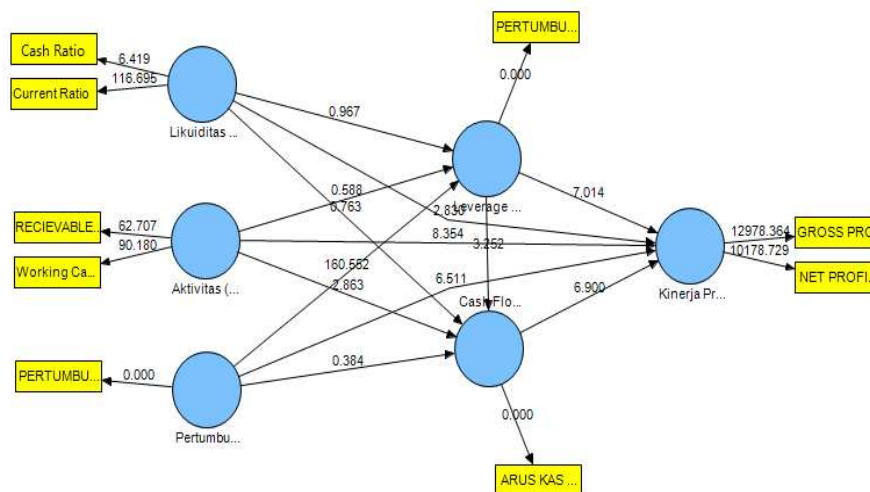 PERTUMBU...
Cash Ratio
6.419
116.695
Current Ratio
0.000
0.967
Likuiditas ...
0.588
0.763
2.830
Leverage ...
7.014
RECIEVABLE...
62.707
90.180
Working Ca...
8.354
3.252
12978.364
GROSS PRO
10178.729
NET PROFI...
160.552
6.511
Aktivitas (...
2.863
Cash Flo...
6.900
Kinerja Pr...
PERTUMBU...
0.000
0.384
Pertumbu...
0.000
ARUS KAS ...